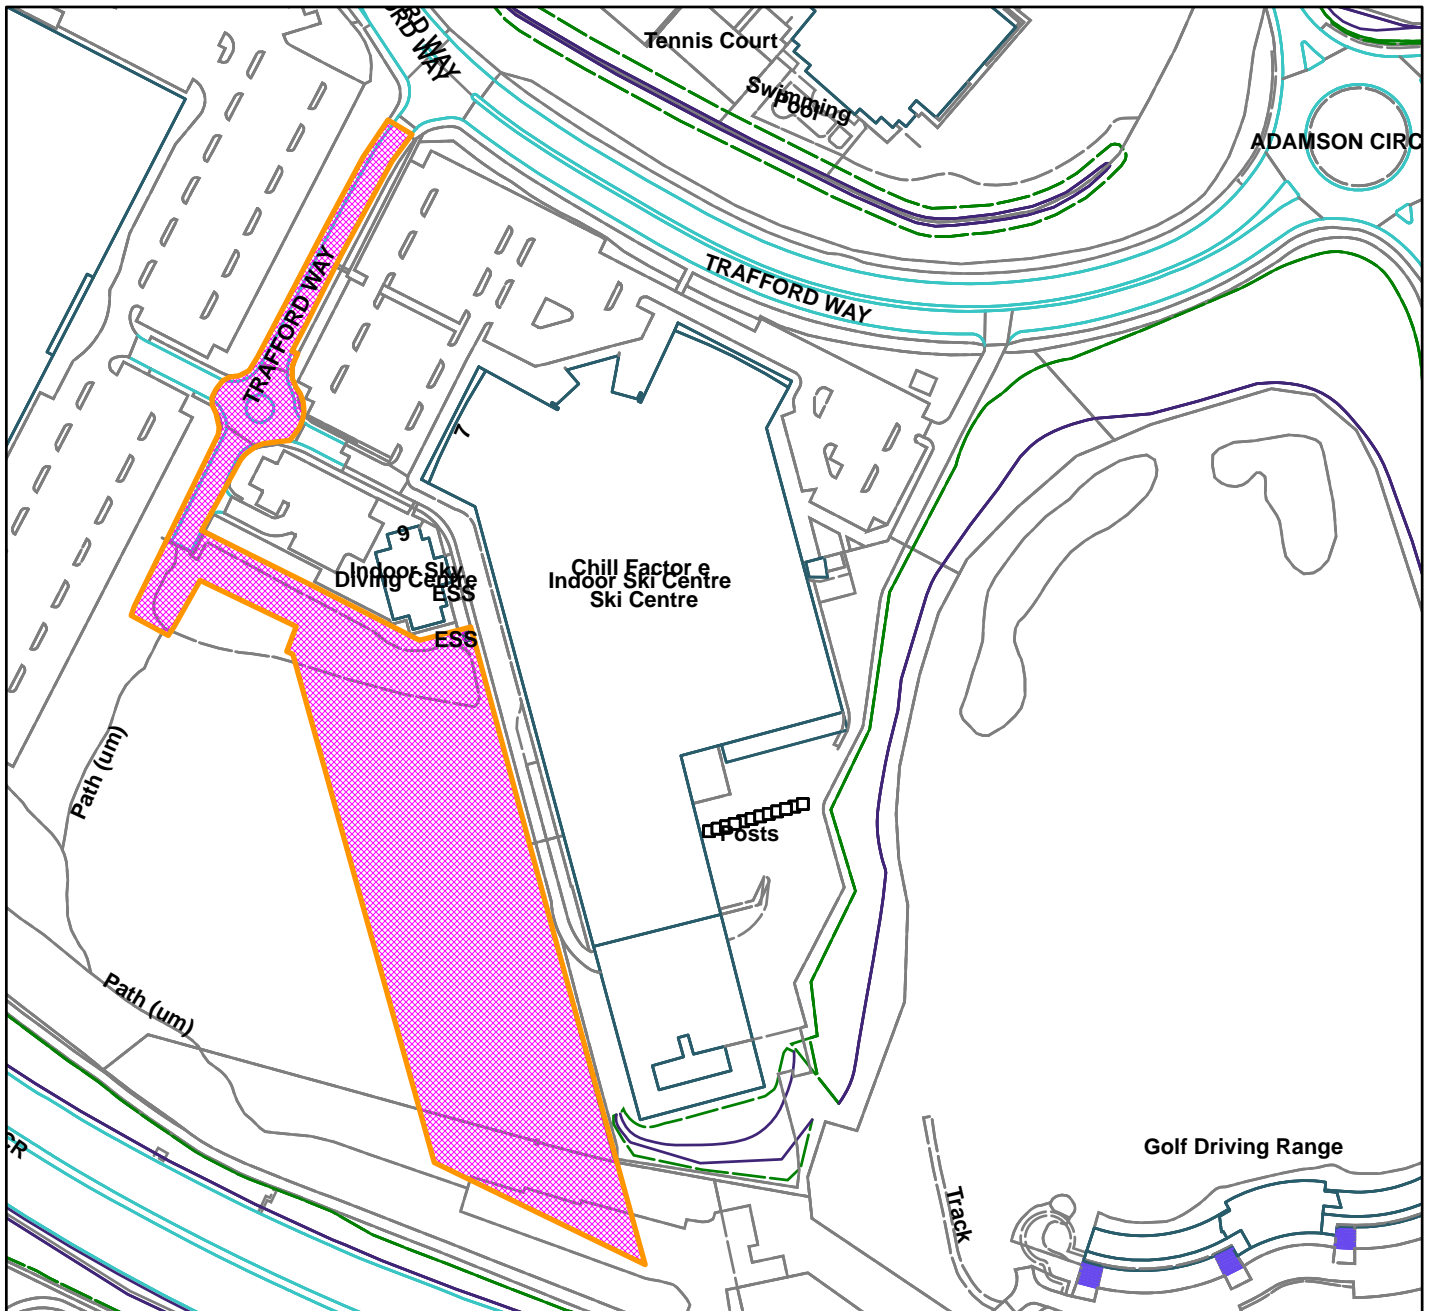 TRAFFORD WAY
Tennis Court
Swimming
Pool
ADAMSON CIRC
TRAFFORD WAY
TRAFFORD WAY
7
9
Indoor Sky
Diving Centre
ESS
ESS
Chill Factor e
Indoor Ski Centre
Ski Centre
Path (um)
Posts
Path (um)
CR
Golf Driving Range
Track